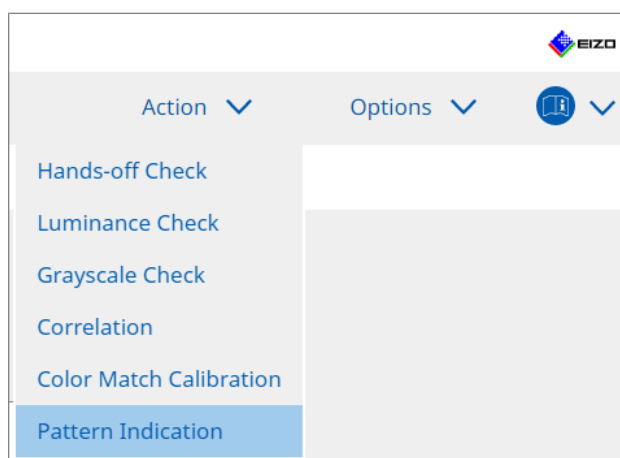 EIZO
Action Options
Hands-off Check
Luminance Check
Grayscale Check
Correlation
Color Match Calibration
Pattern Indication